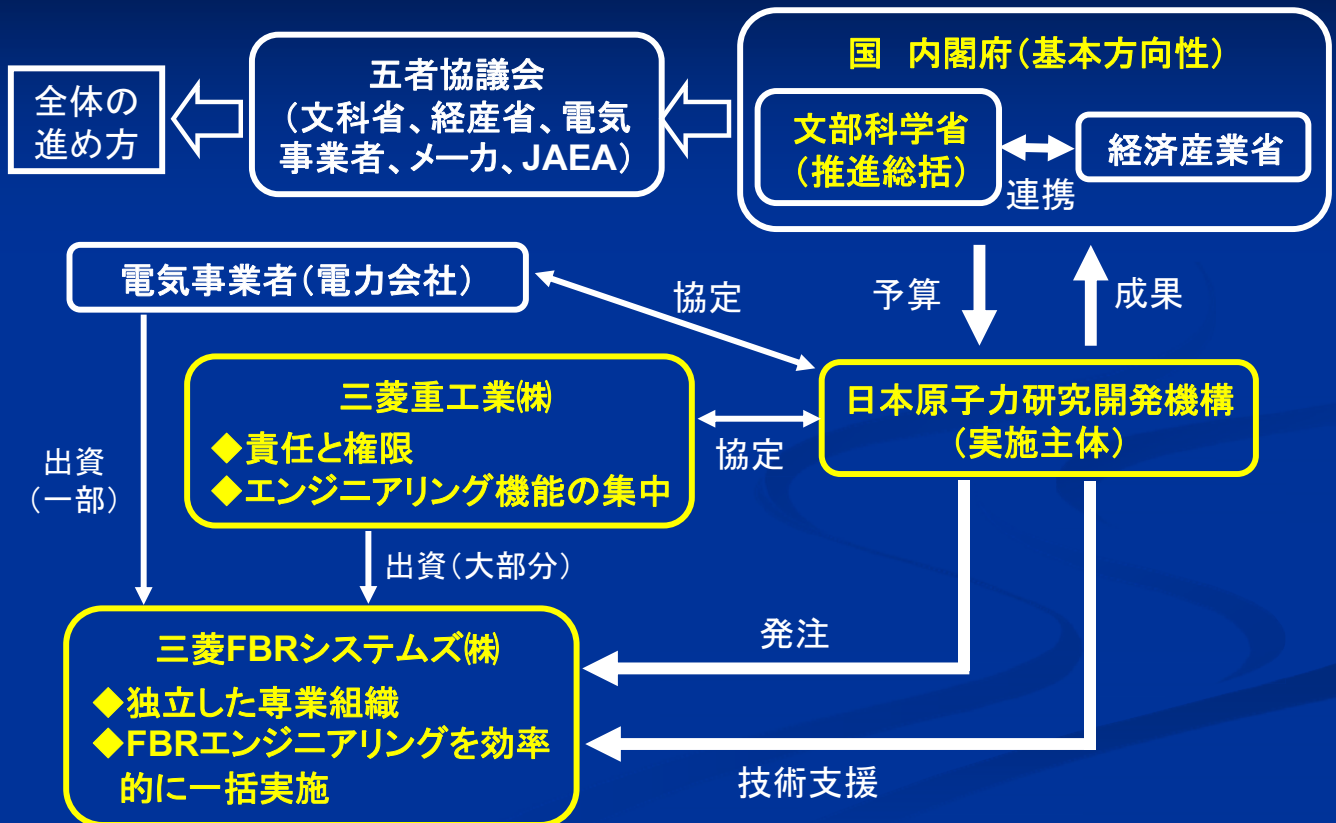 全体の
進め方
五者協議会
（文科省、経産省、電気
事業者、メーカ、JAEA）
国　内閣府（基本方向性）
文部科学省
（推進総括）
経済産業省
連携
電気事業者（電力会社）
協定
予算
成果
三菱重工業㈱
◆責任と権限
◆エンジニアリング機能の集中
協定
日本原子力研究開発機構
（実施主体）
出資
（一部）
出資（大部分）
三菱FBRシステムズ㈱
◆独立した専業組織
◆FBRエンジニアリングを効率
的に一括実施
発注
技術支援